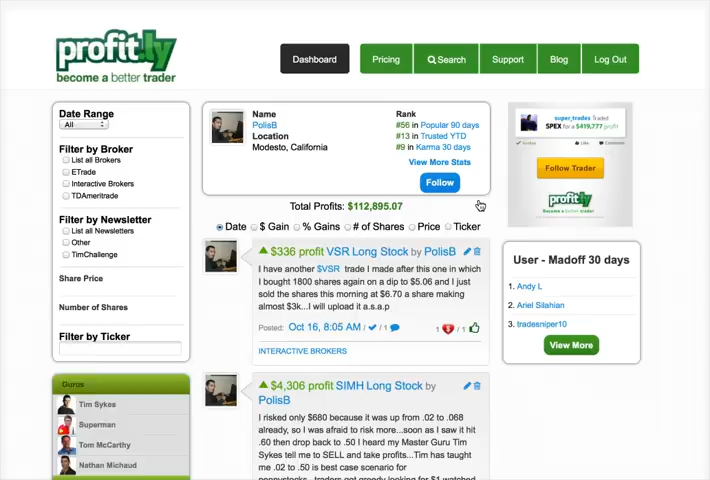 profit.ly
become a better trader
Dashboard
Pricing
Search
Support
Blog
Log Out
Date Range
All
Filter by Broker
List all Brokers
ETrade
Interactive Brokers
TDAmeritrade
Filter by Newsletter
List all Newsletters
Other
TimChallenge
Share Price
Number of Shares
Filter by Ticker
Gurus
Tim Sykes
Superman
Tom McCarthy
Nathan Michaud
Name
PolisB
Location
Modesto, California
Rank
#56 in Popular 90 days
#13 in Trusted YTD
#9 in Karma 30 days
View More Stats
Follow
Total Profits: $112,895.07
Date $ Gain % Gains # of Shares Price Ticker
$336 profit VSR Long Stock by PolisB
I have another $VSR trade I made after this one in which
I bought 1800 shares again on a dip to $5.06 and I just
sold the shares this morning at $6.70 a share making
almost $3k...I will upload it a.s.a.p
Posted: Oct 16, 8:05 AM / / 1
1 / 1
INTERACTIVE BROKERS
$4,306 profit SIMH Long Stock by
PolisB
I risked only $680 because it was up from .02 to .068
already, so I was afraid to risk more...soon as I saw it hit
.60 then drop back to .50 I heard my Master Guru Tim
Sykes tell me to SELL and take profits...Tim has taught
me .02 to .50 is best case scenario for
pennystocks...traders got greedy looking for $1 watched
super_trades Traded
SPEX for a $419,777 profit
Like
Comment
Follow Trader
profit.ly
become a better trader
User - Madoff 30 days
1. Andy L
2. Ariel Silahian
3. tradesniper10
View More